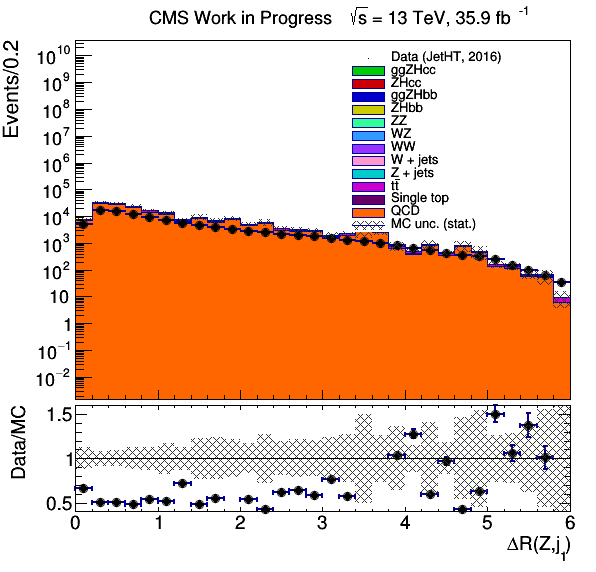 CMS Work in Progress √s = 13 TeV, 35.9 fb⁻¹
Events/0.2
10¹⁰
10⁹
10⁸
10⁷
10⁶
10⁵
10⁴
10³
10²
10
1
10⁻¹
10⁻²
Data (JetHT, 2016)
ggZHcc
ZHcc
ggZHbb
ZHbb
ZZ
WZ
WW
W + jets
Z + jets
tt̄
Single top
QCD
MC unc. (stat.)
Data/MC
1.5
1
0.5
0 1 2 3 4 5 6
ΔR(Z,j₁)